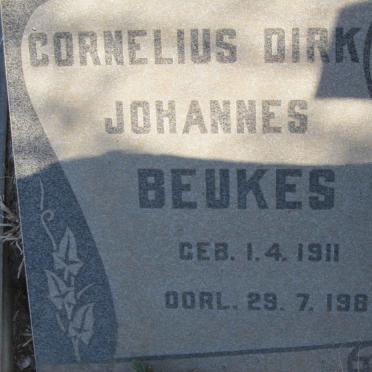 CORNELIUS DIRK
JOHANNES
BEUKES
GEB. 1.4. 1911
OORL. 29. 7. 198